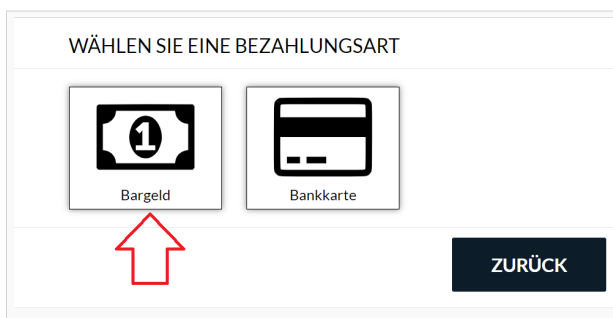 WÄHLEN SIE EINE BEZAHLUNGSART
1
Bargeld
Bankkarte
ZURÜCK